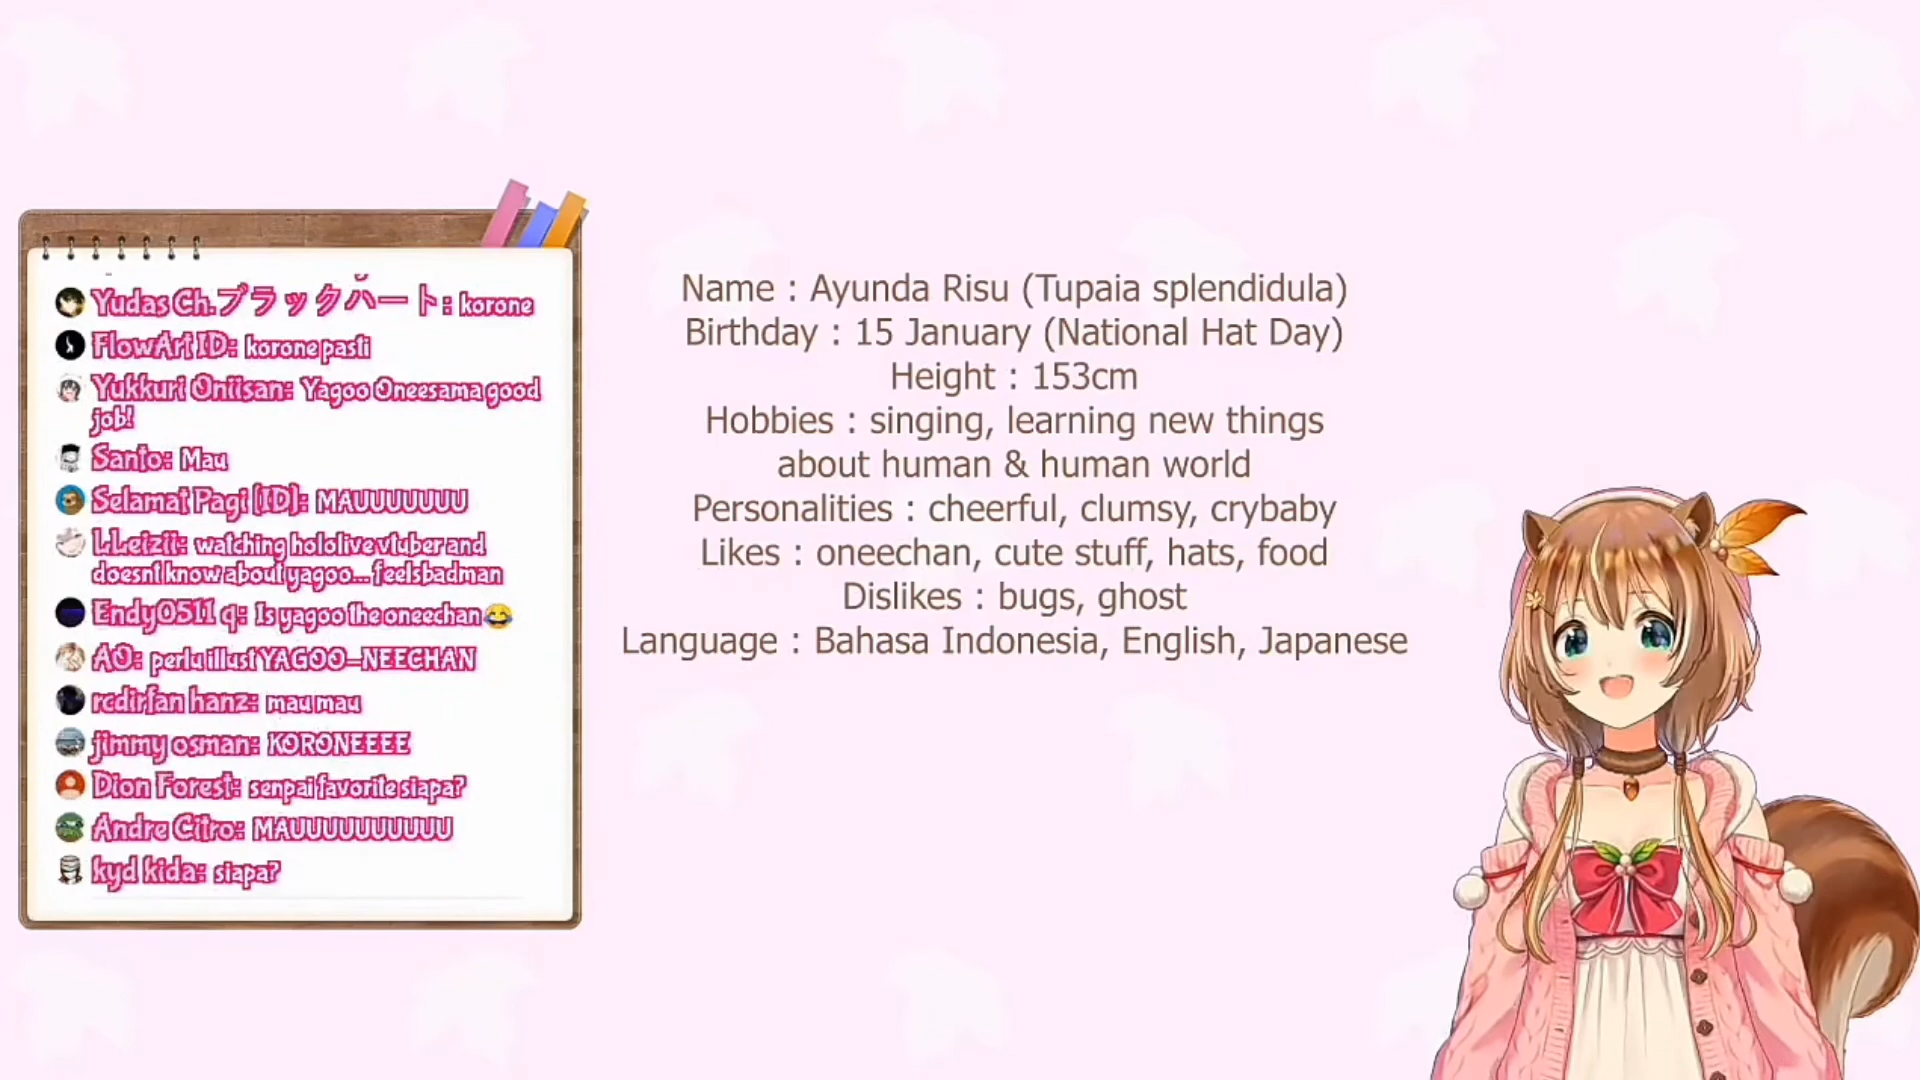 Yudas Ch.ブラックハート: korone
FlowArt ID: korone pasti
Yukkuri Oniisan: Yagoo Oneesama good
job!
Santo: Mau
Selamat Pagi [ID]: MAUUUUUUU
LLeizii: watching hololive vtuber and
doesnt know about yagoo... feelsbadman
Endy0511 q: Is yagoo the oneechan😂
AO: perlu illust YAGOO-NEECHAN
rcdirfan hanz: mau mau
jimmy osman: KORONEEEE
Dion Forest: senpai favorite siapa?
Andre Citro: MAUUUUUUUUUU
kyd kida: siapa?
Name : Ayunda Risu (Tupaia splendidula)
Birthday : 15 January (National Hat Day)
Height : 153cm
Hobbies : singing, learning new things
about human & human world
Personalities : cheerful, clumsy, crybaby
Likes : oneechan, cute stuff, hats, food
Dislikes : bugs, ghost
Language : Bahasa Indonesia, English, Japanese